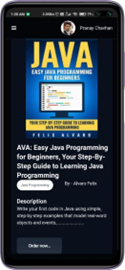 Pranay Chavhan
JAVA
EASY JAVA PROGRAMMING
FOR BEGINNERS
YOUR STEP-BY-STEP GUIDE TO LEARNING
JAVA PROGRAMMING
FELIX ALVARO
AVA: Easy Java Programming
for Beginners, Your Step-By-
Step Guide to Learning Java
Programming
Java Programming
By - Alvaro Felix
Description
Write your first code in Java using simple,
step-by-step examples that model real-word
objects and events,
Order now...